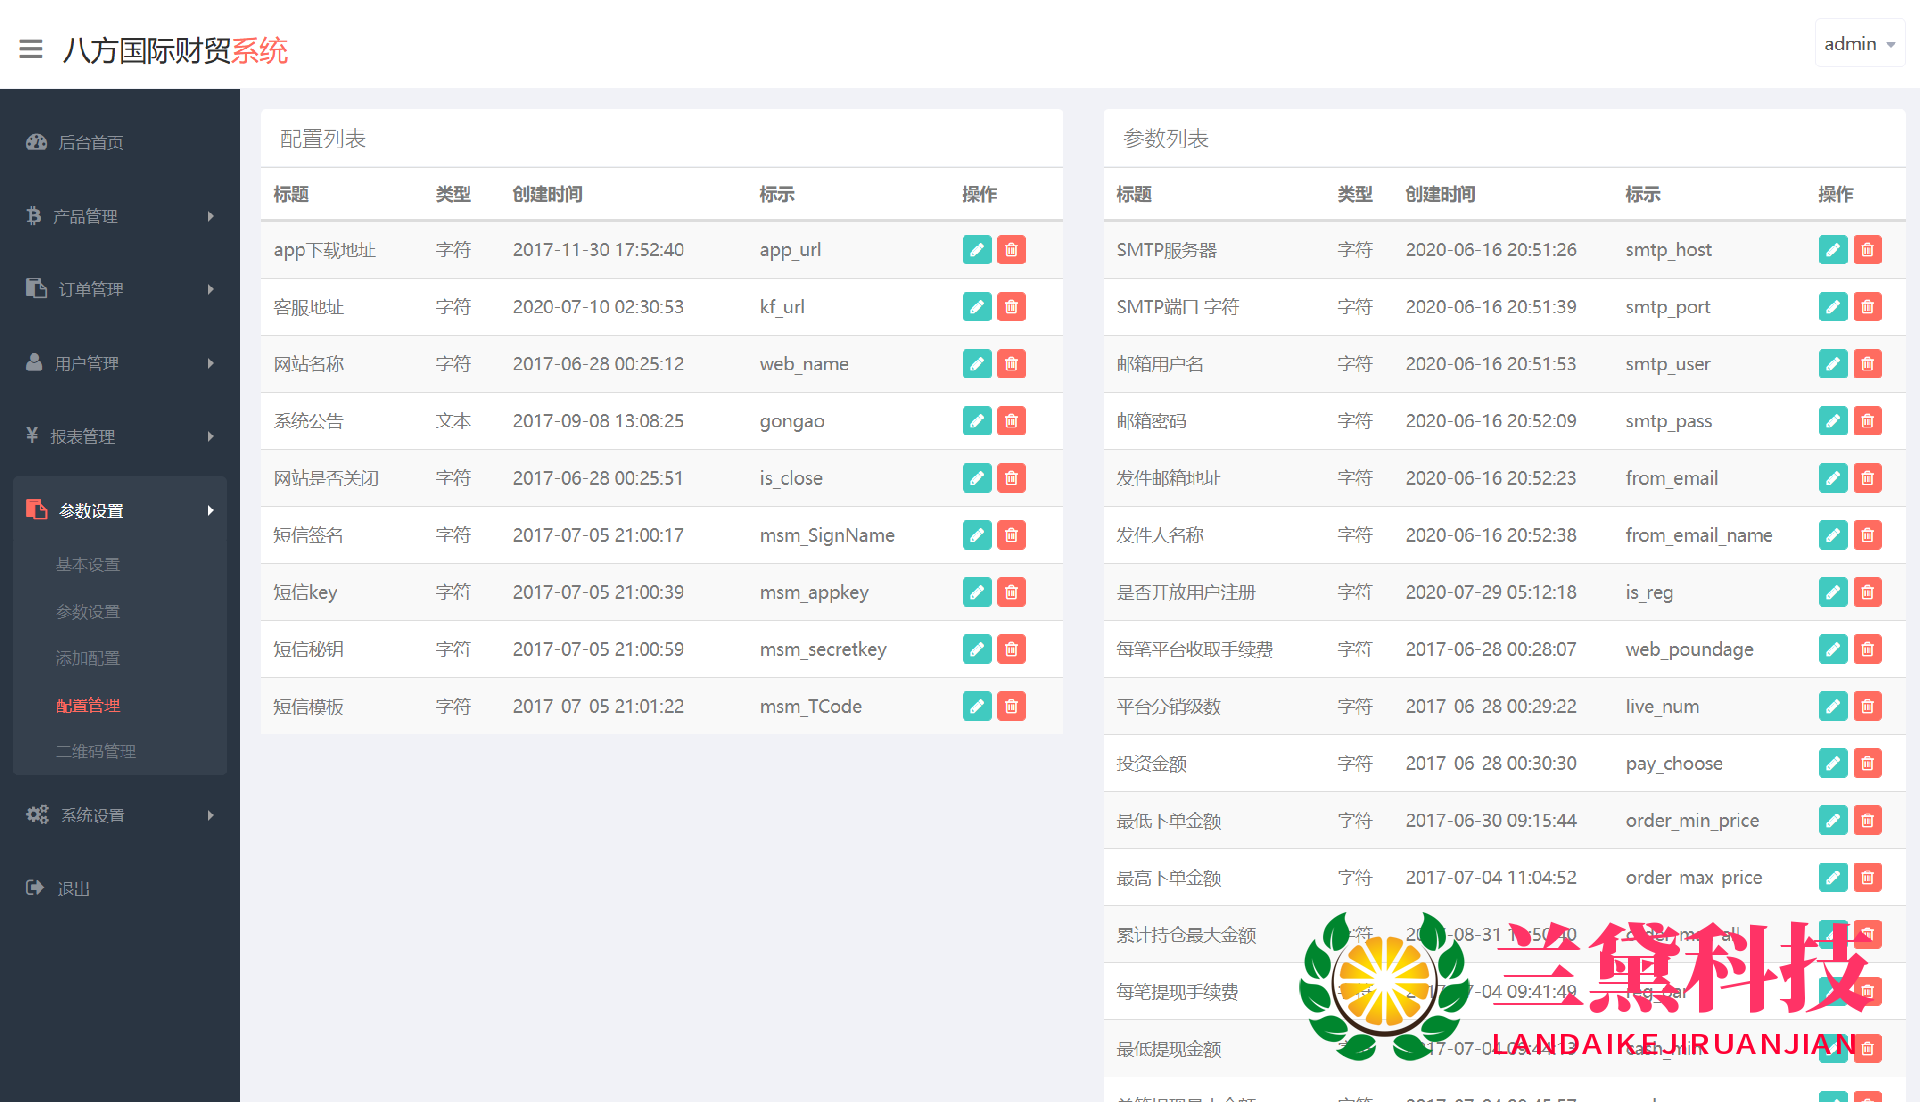 八方国际财贸系统
admin
后台首页
产品管理
订单管理
用户管理
报表管理
参数设置
基本设置
参数设置
添加配置
配置管理
二维码管理
系统设置
退出
配置列表
标题 类型 创建时间 标示 操作
app下载地址 字符 2017-11-30 17:52:40 app_url
客服地址 字符 2020-07-10 02:30:53 kf_url
网站名称 字符 2017-06-28 00:25:12 web_name
系统公告 文本 2017-09-08 13:08:25 gongao
网站是否关闭 字符 2017-06-28 00:25:51 is_close
短信签名 字符 2017-07-05 21:00:17 msm_SignName
短信key 字符 2017-07-05 21:00:39 msm_appkey
短信秘钥 字符 2017-07-05 21:00:59 msm_secretkey
短信模板 字符 2017-07-05 21:01:22 msm_TCode
参数列表
标题 类型 创建时间 标示 操作
SMTP服务器 字符 2020-06-16 20:51:26 smtp_host
SMTP端口 字符 字符 2020-06-16 20:51:39 smtp_port
邮箱用户名 字符 2020-06-16 20:51:53 smtp_user
邮箱密码 字符 2020-06-16 20:52:09 smtp_pass
发件邮箱地址 字符 2020-06-16 20:52:23 from_email
发件人名称 字符 2020-06-16 20:52:38 from_email_name
是否开放用户注册 字符 2020-07-29 05:12:18 is_reg
每笔平台收取手续费 字符 2017-06-28 00:28:07 web_poundage
平台分销级数 字符 2017-06-28 00:29:22 live_num
投资金额 字符 2017-06-28 00:30:30 pay_choose
最低下单金额 字符 2017-06-30 09:15:44 order_min_price
最高下单金额 字符 2017-07-04 11:04:52 order_max_price
累计持仓最大金额 字符
每笔提现手续费 字符 09:41:49
最低提现金额 cash_min
兰黛科技
LANDAIKEJIRUANJIAN